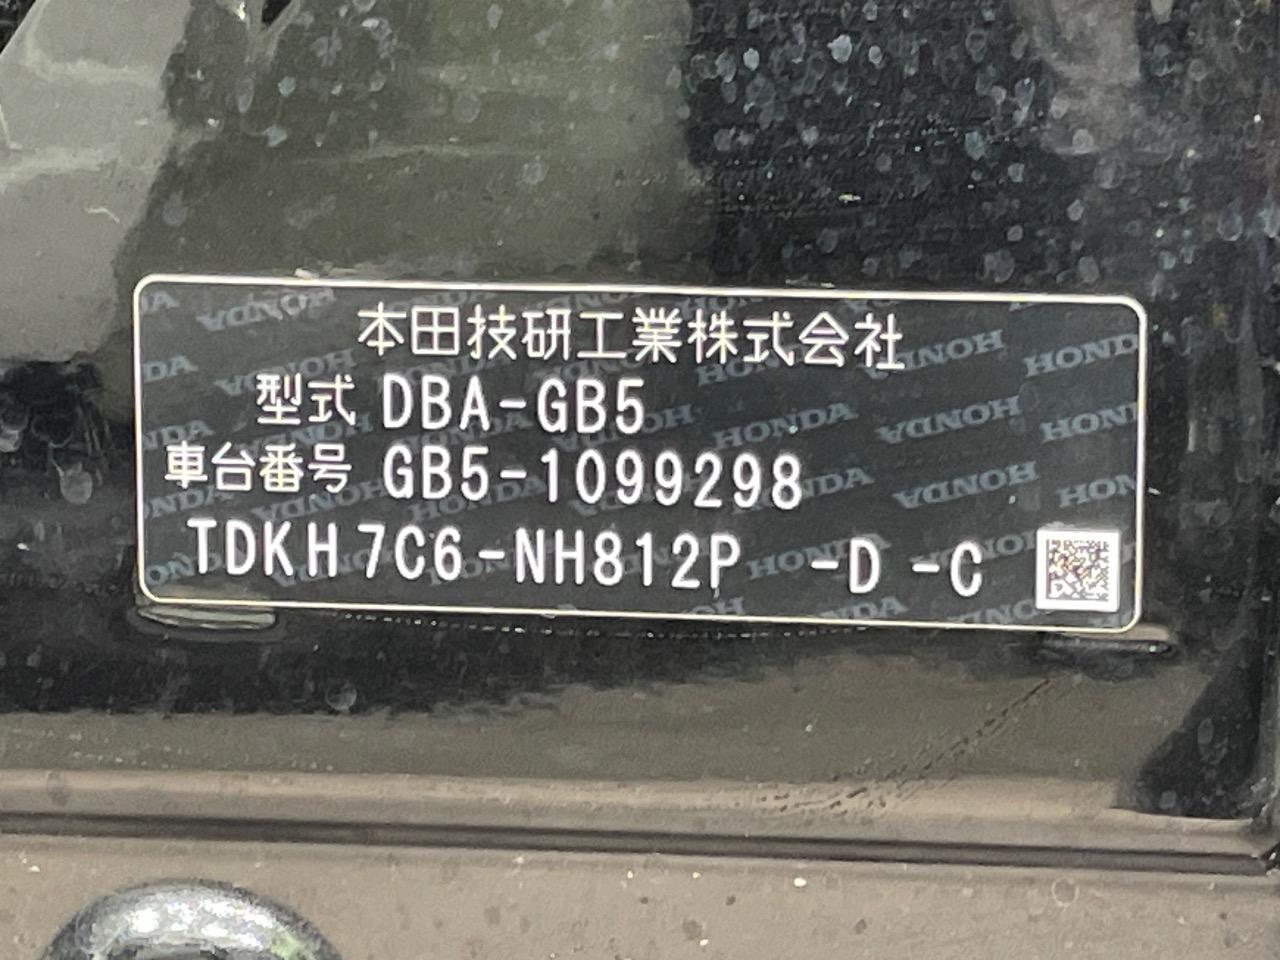 本田技研工業株式会社
型式 DBA-GB5
車台番号 GB5-1099298
TDKH7C6-NH812P -D -C